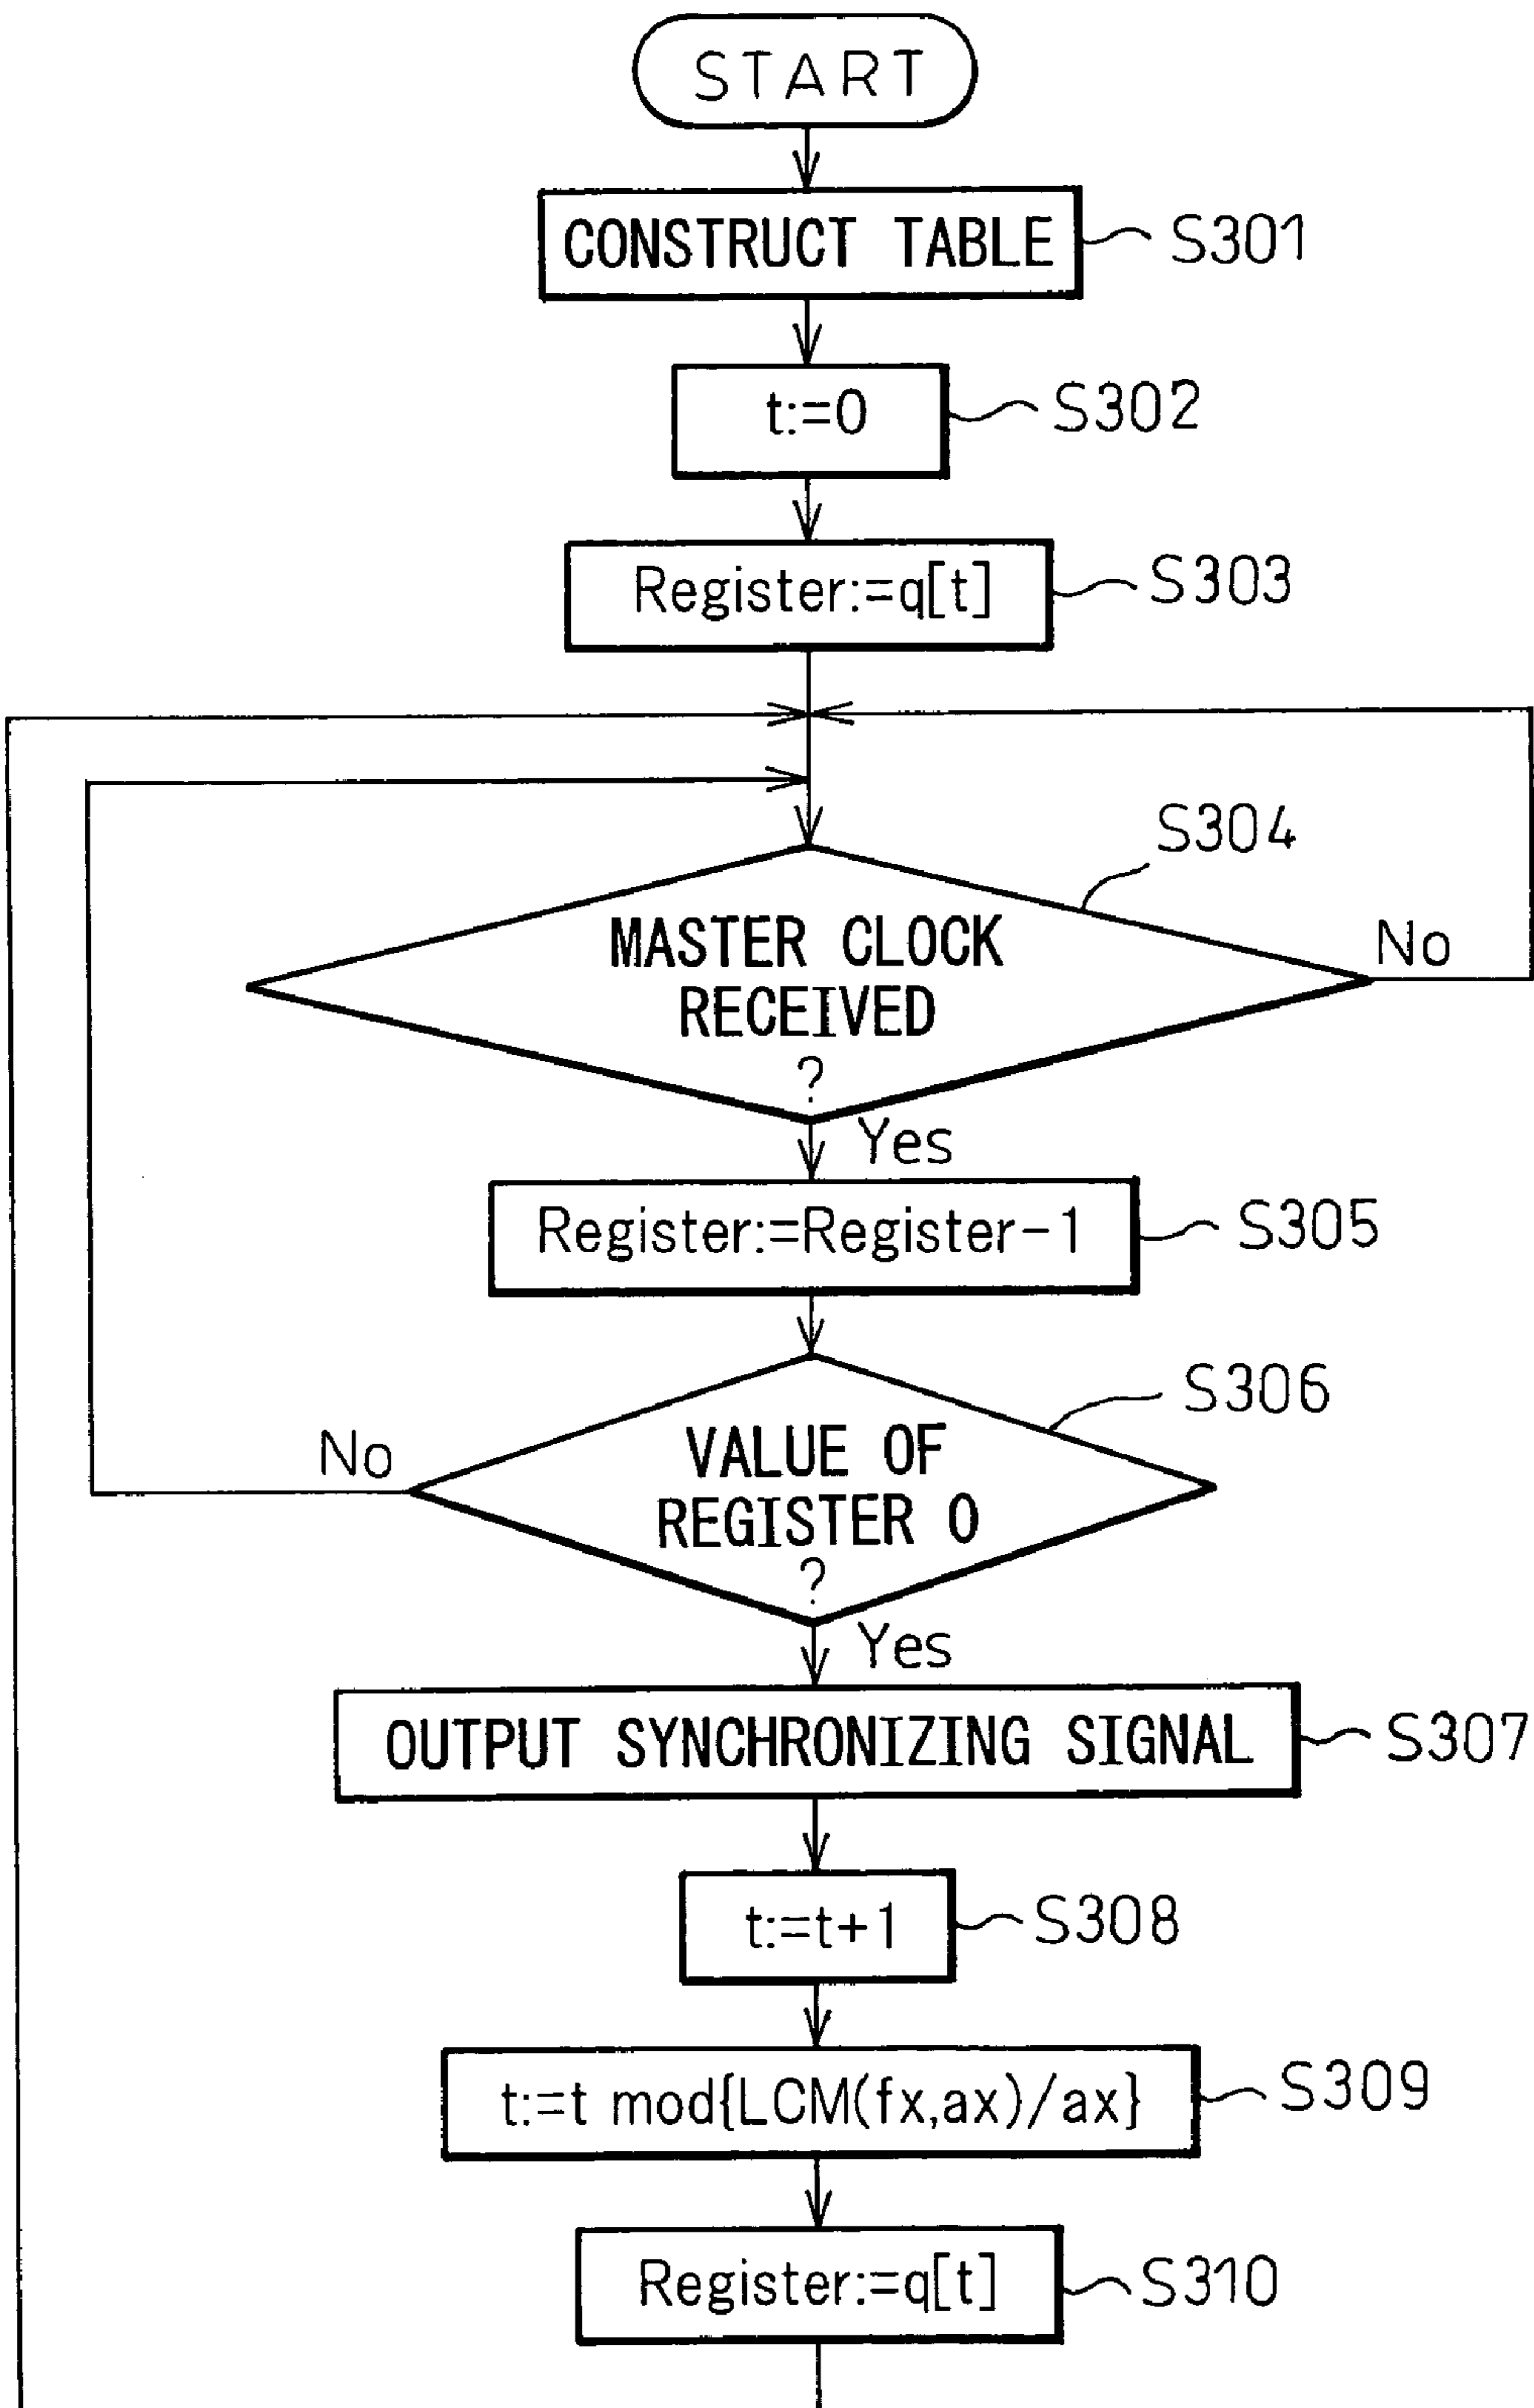 START
CONSTRUCT TABLE
S301
t:=0
S302
Register:=q[t]
S303
S304
MASTER CLOCK
RECEIVED
?
No
Yes
Register:=Register-1
S305
S306
VALUE OF
REGISTER 0
?
No
Yes
OUTPUT SYNCHRONIZING SIGNAL
S307
t:=t+1
S308
t:=t mod{LCM(fx,ax)/ax}
S309
Register:=q[t]
S310